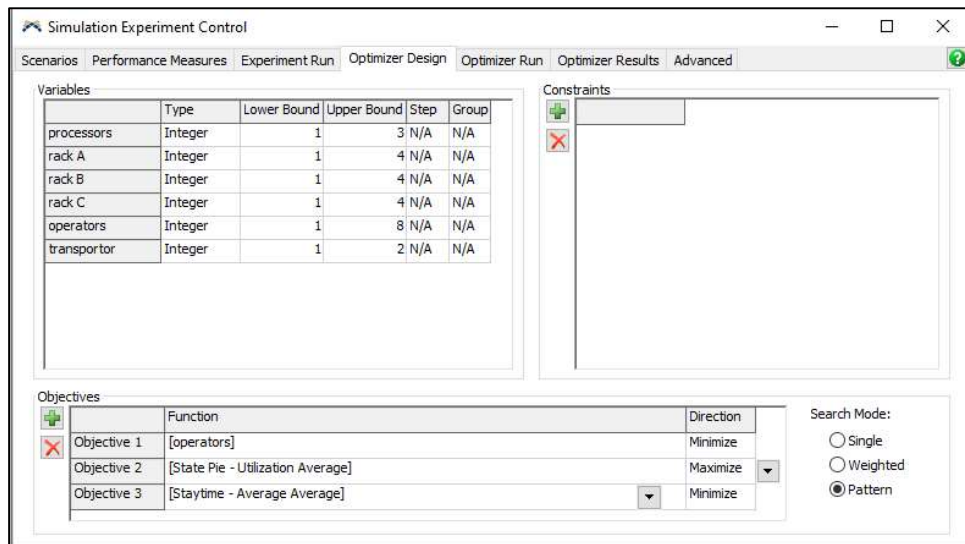 Simulation Experiment Control
Scenarios Performance Measures Experiment Run Optimizer Design Optimizer Run Optimizer Results Advanced
Variables
Type Lower Bound Upper Bound Step Group
processors Integer 1 3 N/A N/A
rack A Integer 1 4 N/A N/A
rack B Integer 1 4 N/A N/A
rack C Integer 1 4 N/A N/A
operators Integer 1 8 N/A N/A
transportor Integer 1 2 N/A N/A
Constraints
Objectives
Function Direction
Objective 1 [operators] Minimize
Objective 2 [State Pie - Utilization Average] Maximize
Objective 3 [Staytime - Average Average] Minimize
Search Mode:
Single
Weighted
Pattern